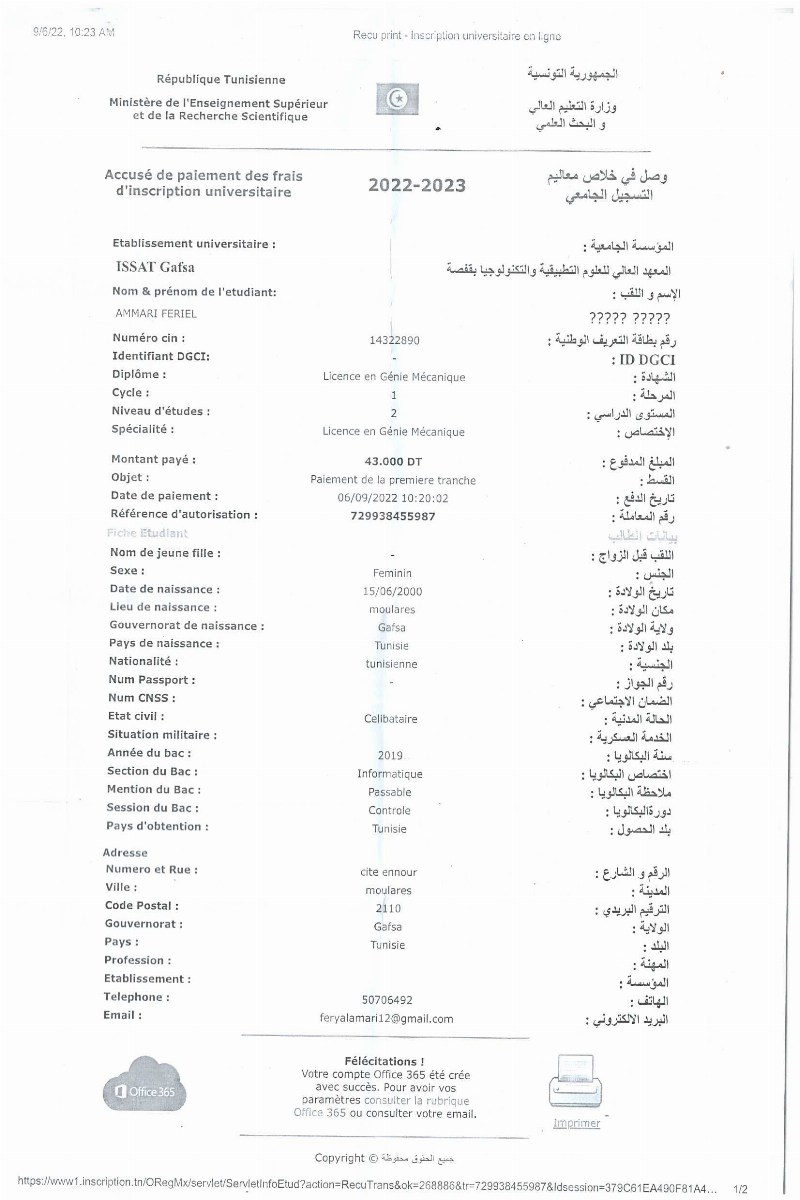 9/6/22, 10:23 AM
Recu print - Inscription universitaire en ligne
République Tunisienne
الجمهورية التونسية
Ministère de l'Enseignement Supérieur
et de la Recherche Scientifique
وزارة التعليم العالي
و البحث العلمي
Accusé de paiement des frais
d'inscription universitaire
2022-2023
وصل في خلاص معاليم
التسجيل الجامعي
Etablissement universitaire :
المؤسسة الجامعية :
ISSAT Gafsa
المعهد العالي للعلوم التطبيقية والتكنولوجيا بقفصة
Nom & prénom de l'etudiant:
الإسم و اللقب :
AMMARI FERIEL
????? ?????
Numéro cin : 14322890 رقم بطاقة التعريف الوطنية :
Identifiant DGCI: - ID DGCI :
Diplôme : Licence en Génie Mécanique الشهادة :
Cycle : 1 المرحلة :
Niveau d'études : 2 المستوى الدراسي :
Spécialité : Licence en Génie Mécanique الإختصاص :
Montant payé : 43.000 DT المبلغ المدفوع :
Objet : Paiement de la premiere tranche القسط :
Date de paiement : 06/09/2022 10:20:02 تاريخ الدفع :
Référence d'autorisation : 729938455987 رقم المعاملة :
Fiche Etudiant بيانات الطالب
Nom de jeune fille : - اللقب قبل الزواج :
Sexe : Feminin الجنس :
Date de naissance : 15/06/2000 تاريخ الولادة :
Lieu de naissance : moulares مكان الولادة :
Gouvernorat de naissance : Gafsa ولاية الولادة :
Pays de naissance : Tunisie بلد الولادة :
Nationalité : tunisienne الجنسية :
Num Passport : - رقم الجواز :
Num CNSS : الضمان الاجتماعي :
Etat civil : Celibataire الحالة المدنية :
Situation militaire : الخدمة العسكرية :
Année du bac : 2019 سنة البكالوريا :
Section du Bac : Informatique اختصاص البكالوريا :
Mention du Bac : Passable ملاحظة البكالوريا :
Session du Bac : Controle دورةالبكالوريا :
Pays d'obtention : Tunisie بلد الحصول :
Adresse
Numero et Rue : cite ennour الرقم و الشارع :
Ville : moulares المدينة :
Code Postal : 2110 الترقيم البريدي :
Gouvernorat : Gafsa الولاية :
Pays : Tunisie البلد :
Profession : المهنة :
Etablissement : المؤسسة :
Telephone : 50706492 الهاتف :
Email : feryalamari12@gmail.com البريد الالكتروني :
Office 365
Félécitations !
Votre compte Office 365 été crée
avec succès. Pour avoir vos
paramètres consulter la rubrique
Office 365 ou consulter votre email.
Imprimer
Copyright © جميع الحقوق محفوظة
https://www1.inscription.tn/ORegMx/servlet/ServletInfoEtud?action=RecuTrans&ok=268886&tr=729938455987&Idsession=379C61EA490F81A4... 1/2